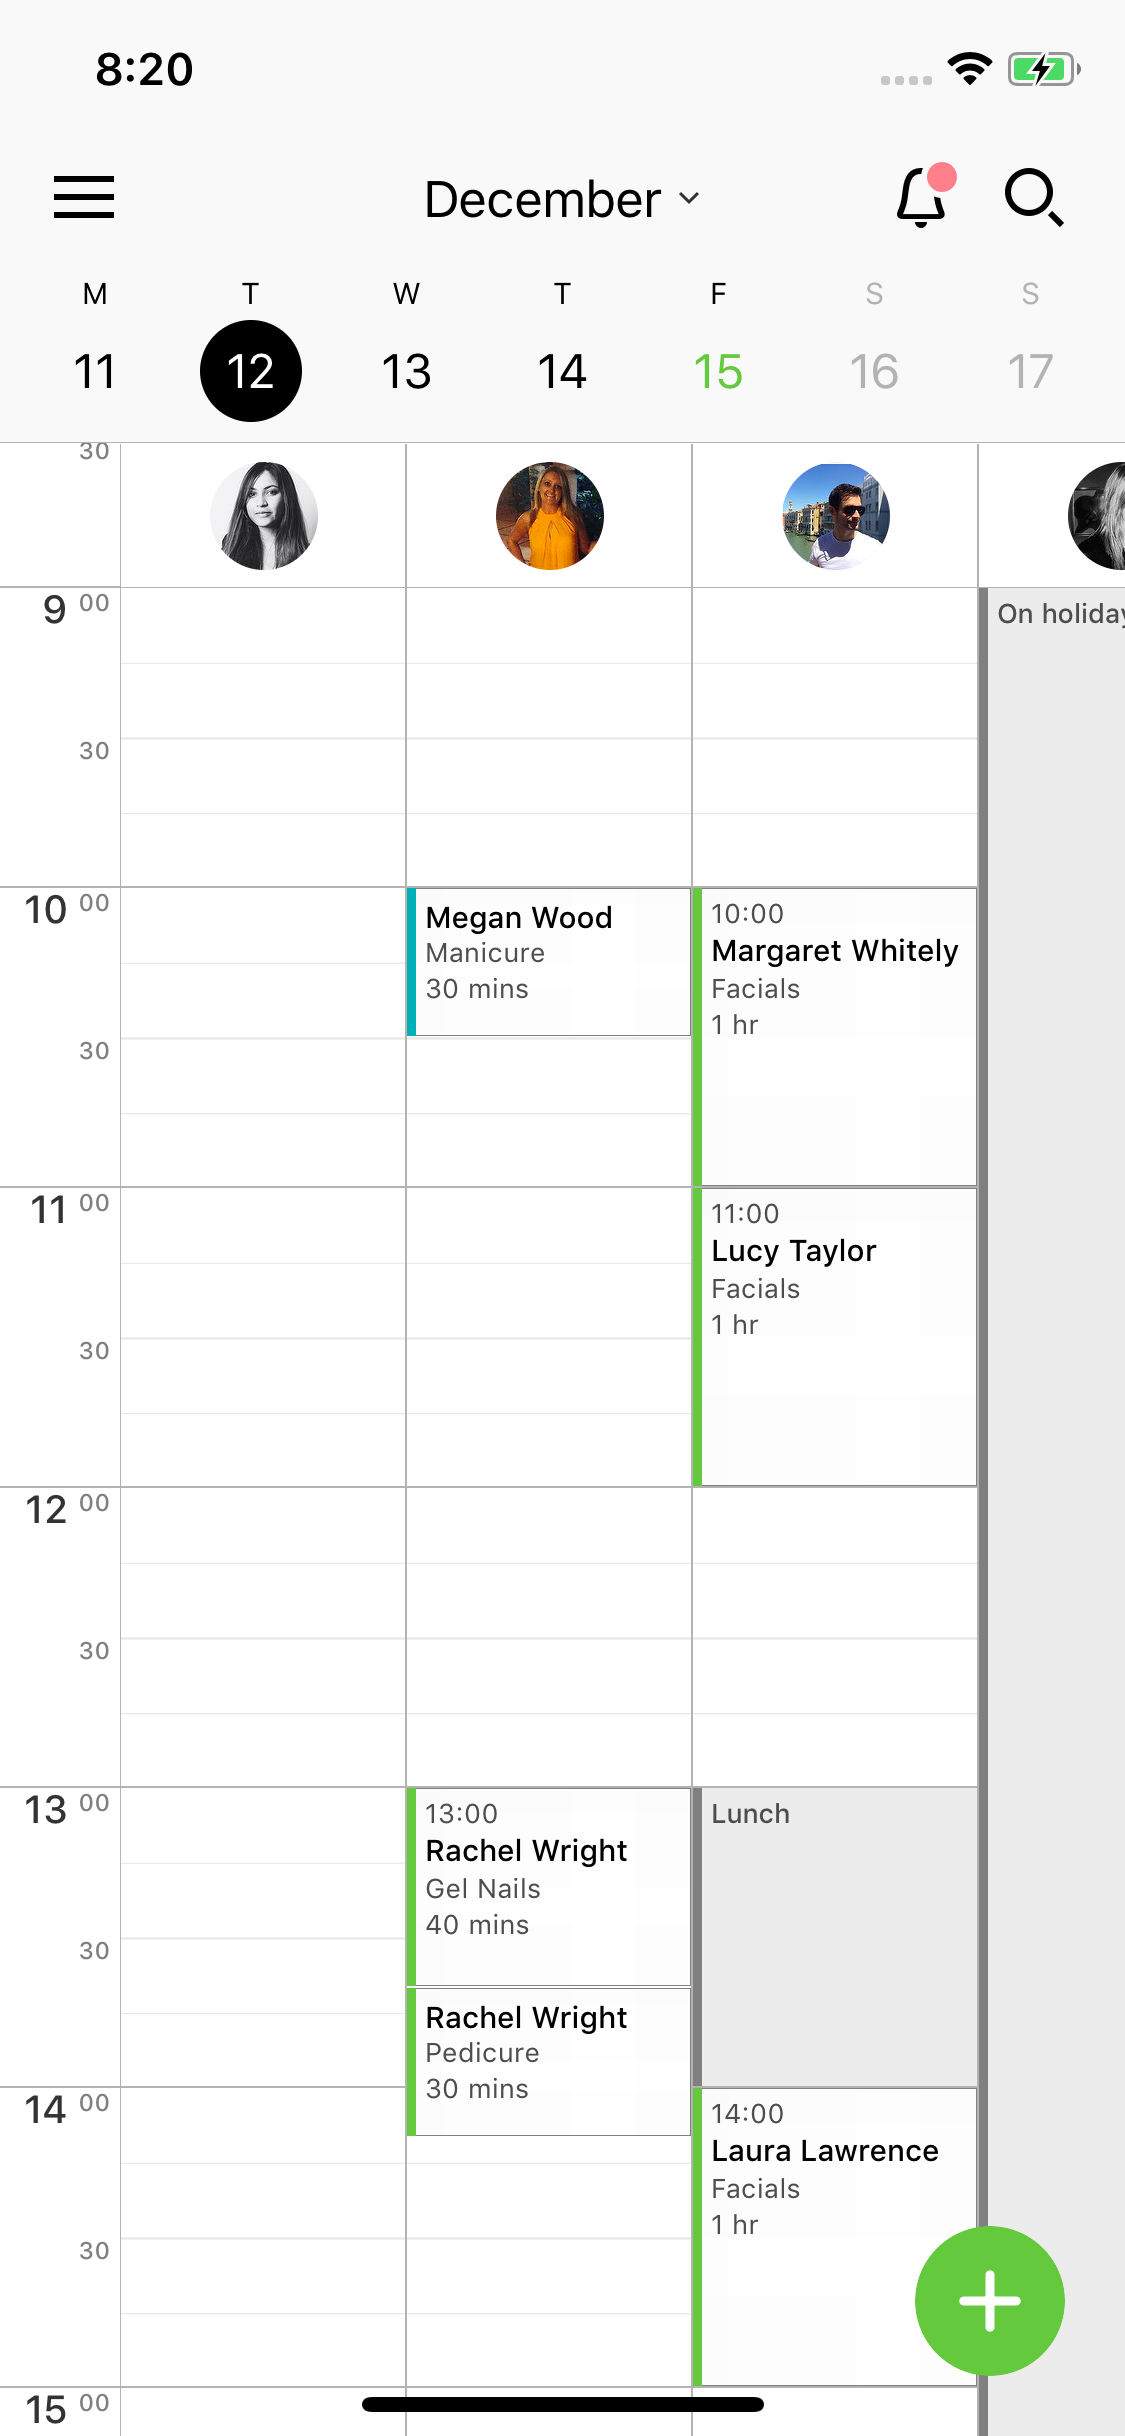 8:20
December
M T W T F S S
11 12 13 14 15 16 17
30
9 00
On holiday
30
10 00
Megan Wood
Manicure
30 mins
10:00
Margaret Whitely
Facials
1 hr
30
11 00
11:00
Lucy Taylor
Facials
1 hr
30
12 00
30
13 00
13:00
Rachel Wright
Gel Nails
40 mins
Lunch
30
Rachel Wright
Pedicure
30 mins
14 00
14:00
Laura Lawrence
Facials
1 hr
30
15 00